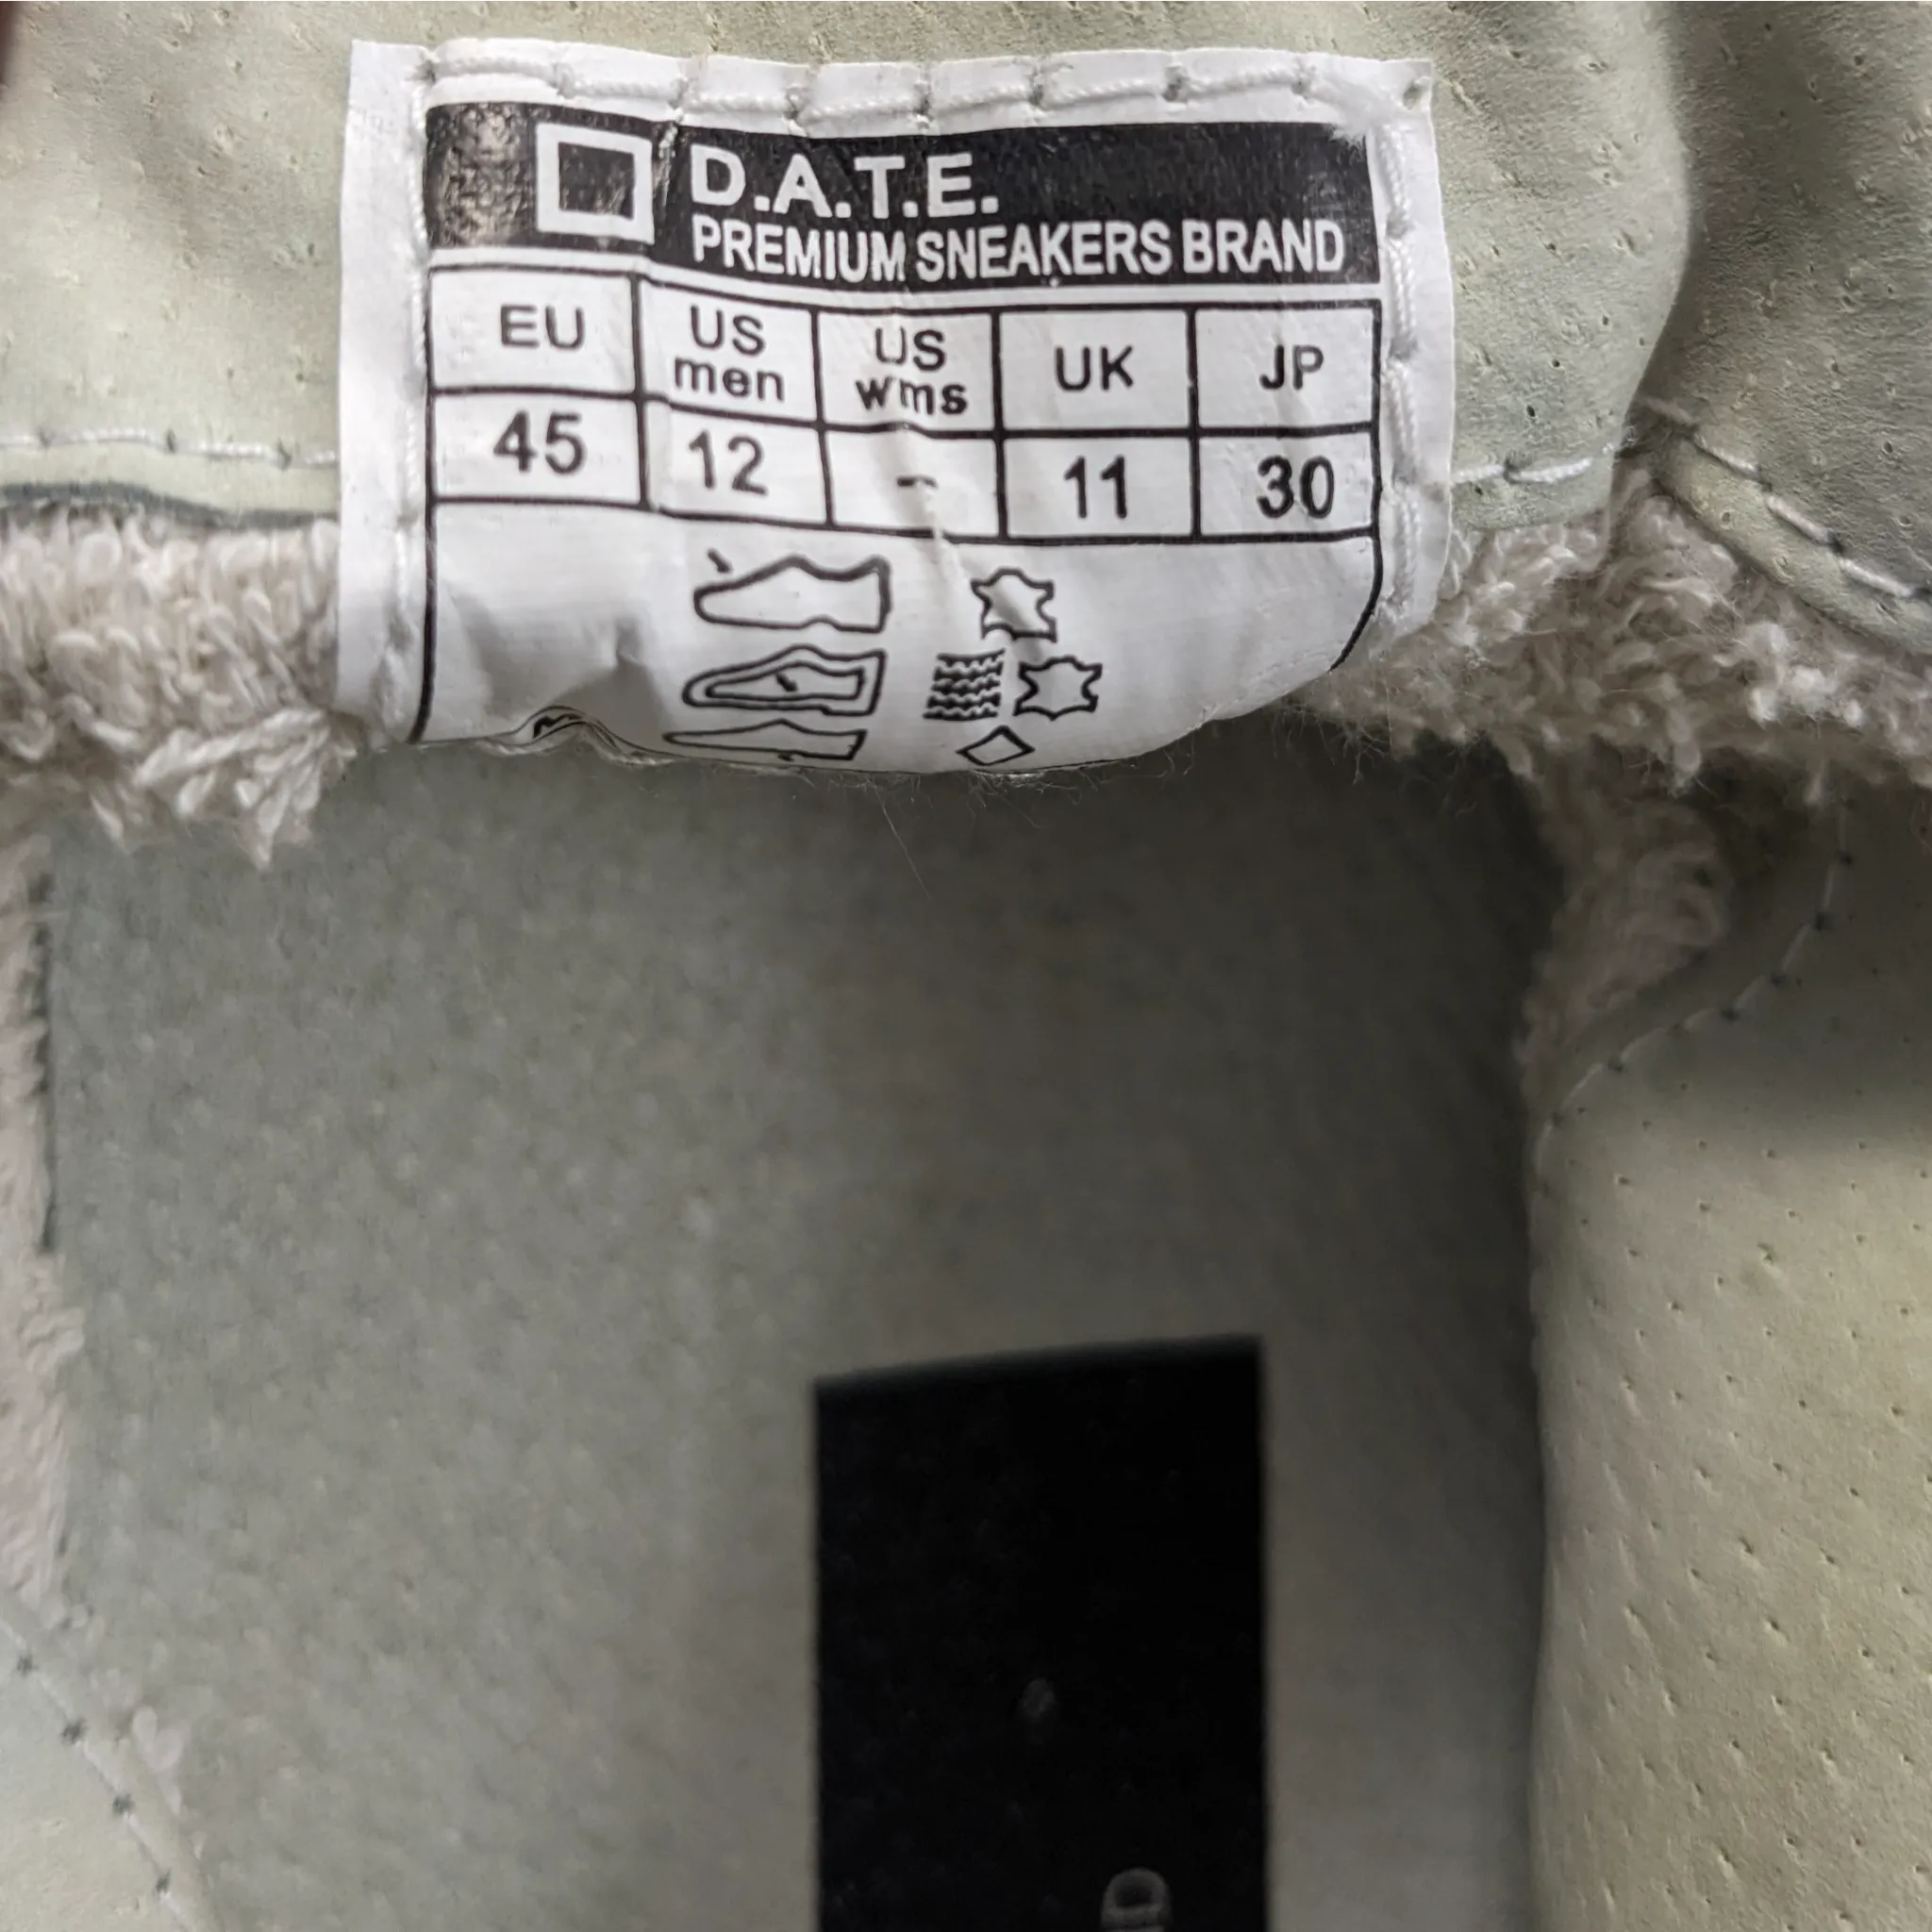 D.A.T.E.
PREMIUM SNEAKERS BRAND
EU US men US wms UK JP
45 12 - 11 30